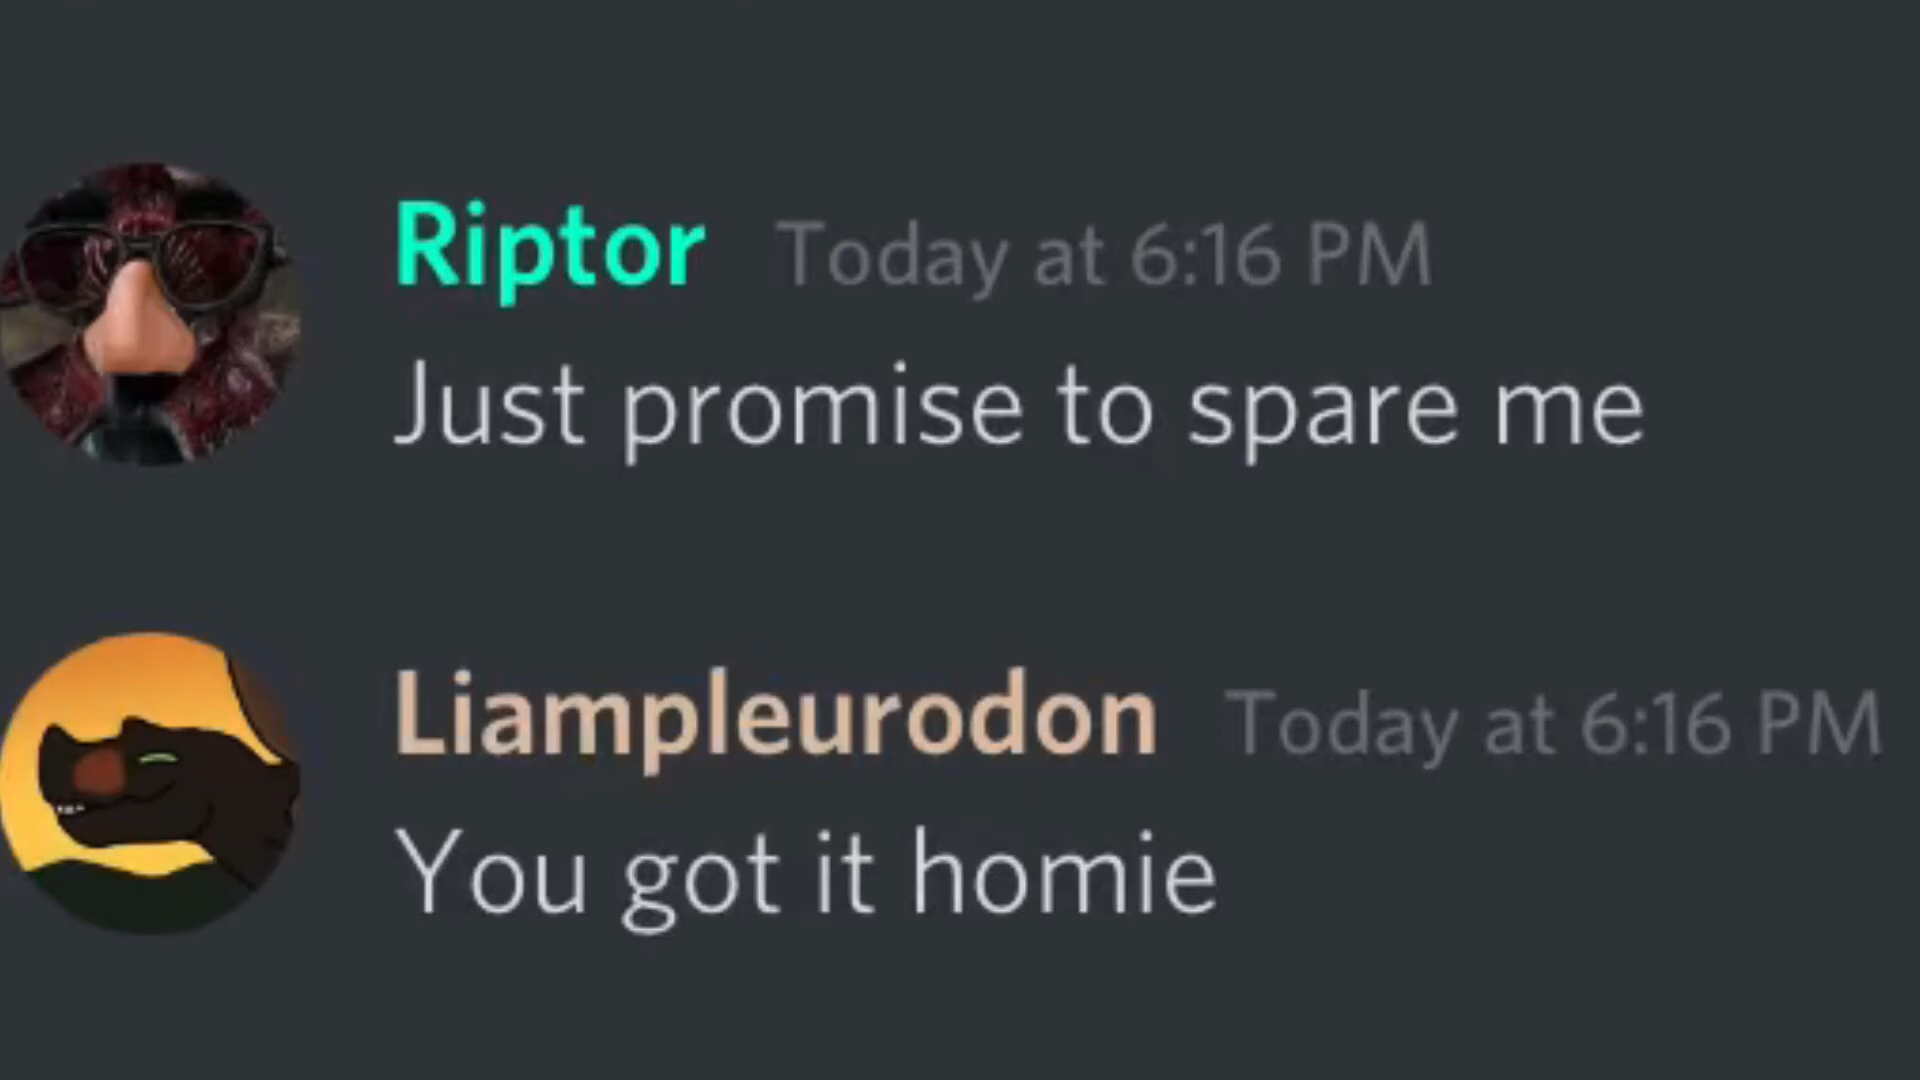 Riptor Today at 6:16 PM
Just promise to spare me
Liampleurodon Today at 6:16 PM
You got it homie